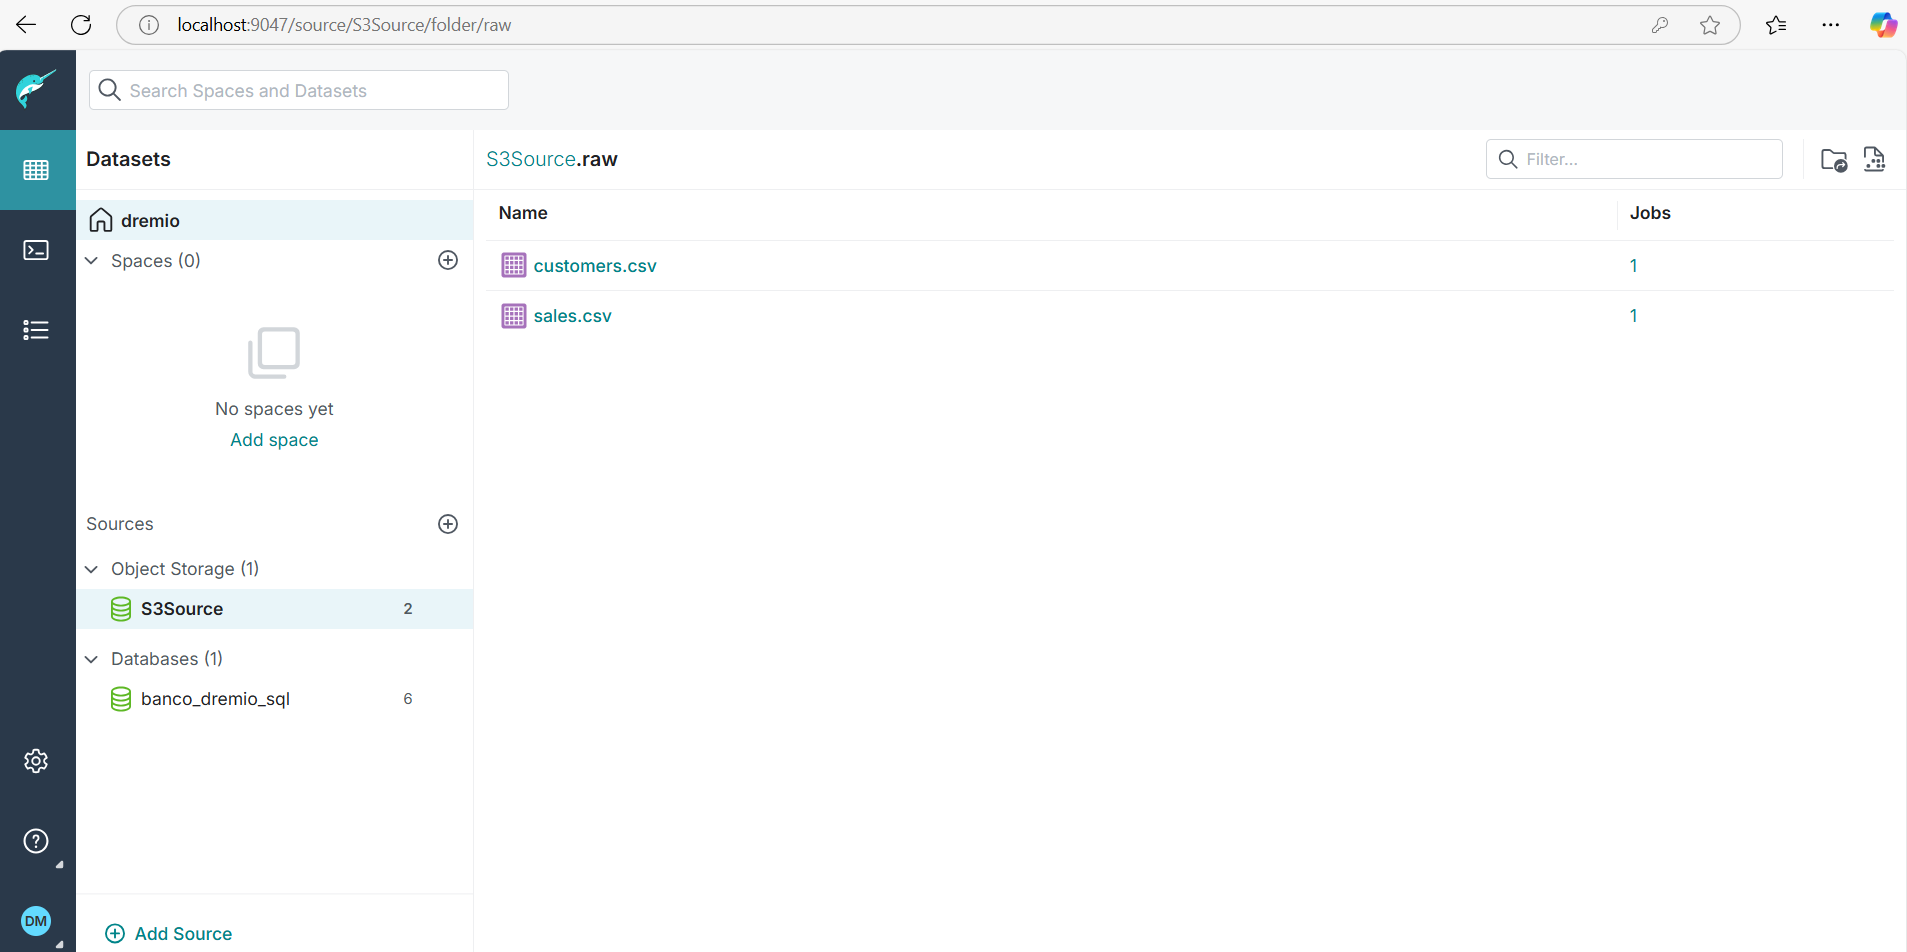 localhost:9047/source/S3Source/folder/raw
Search Spaces and Datasets
Datasets
dremio
Spaces (0)
No spaces yet
Add space
Sources
Object Storage (1)
S3Source 2
Databases (1)
banco_dremio_sql 6
Add Source
DM
S3Source.raw
Filter...
Name Jobs
customers.csv 1
sales.csv 1